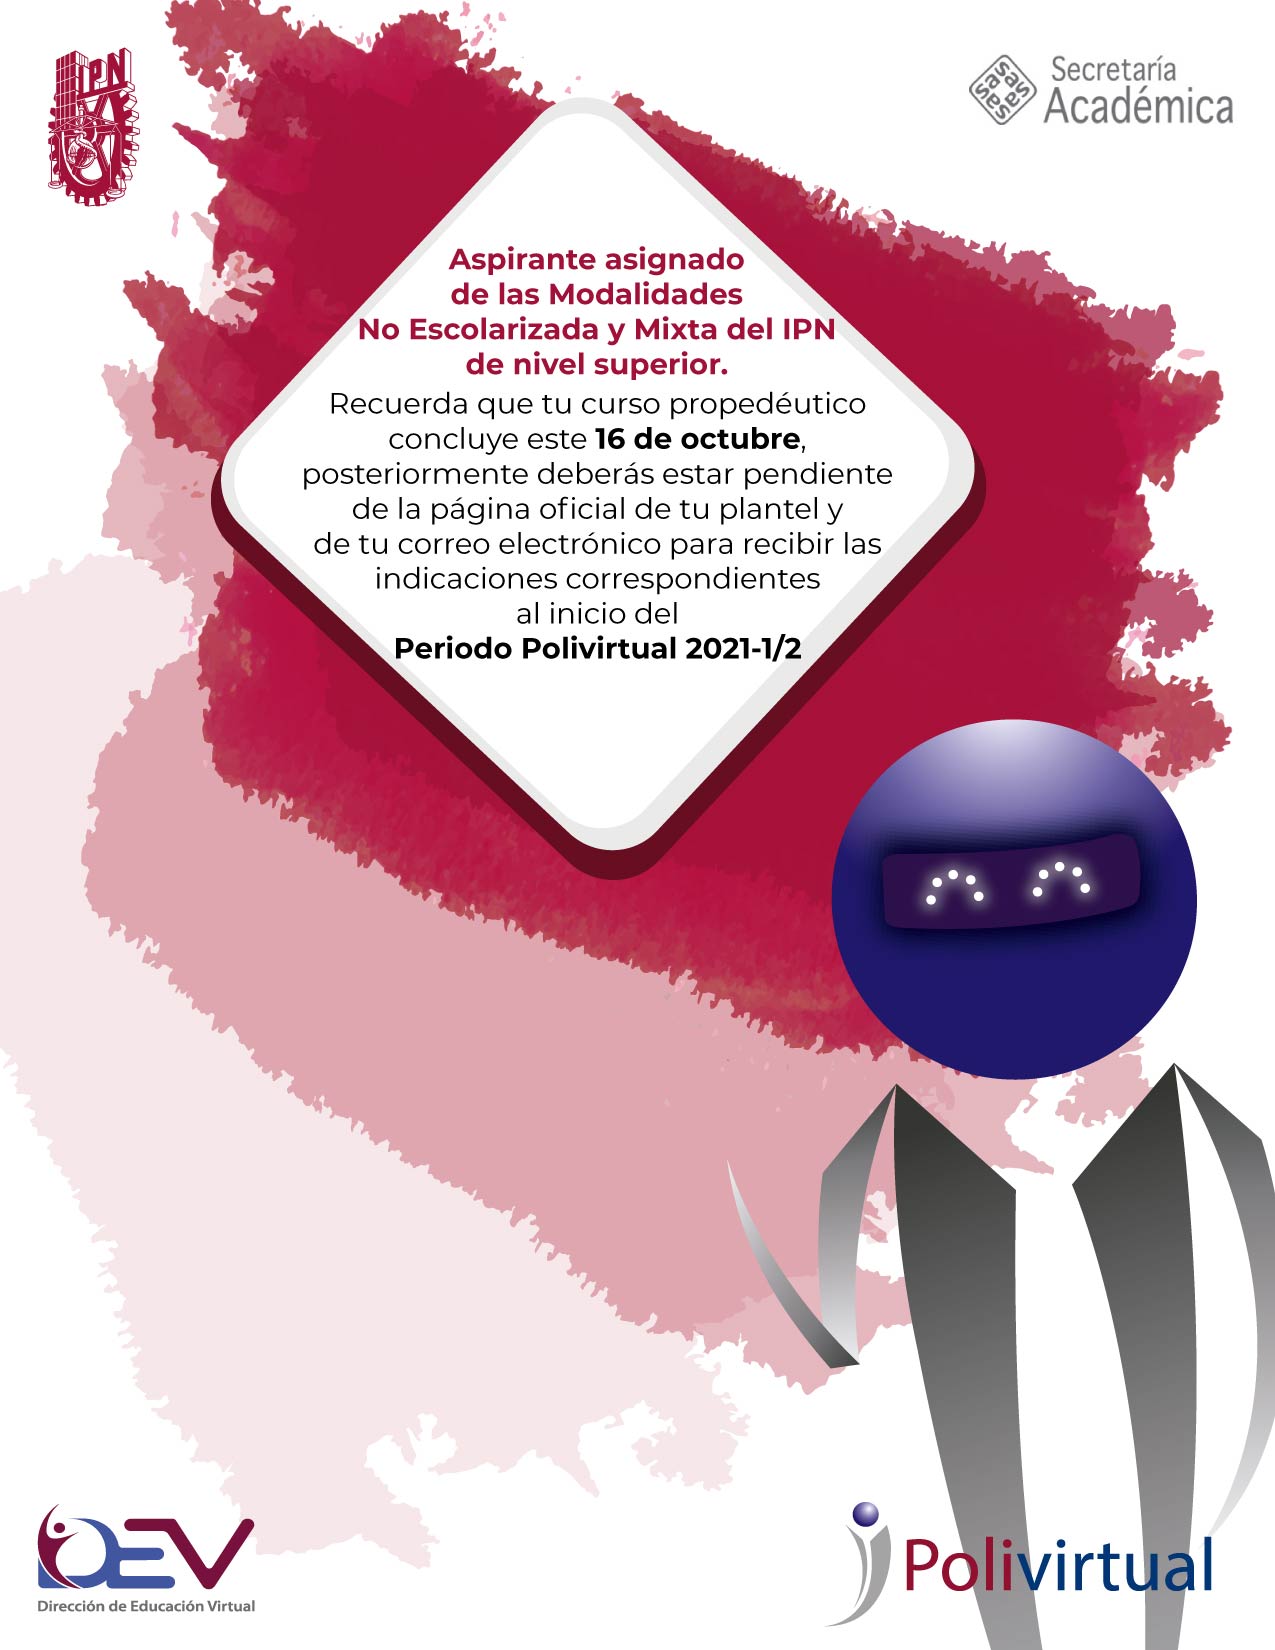 IPN
sais
saes
Secretaría
Académica
Aspirante asignado
de las Modalidades
No Escolarizada y Mixta del IPN
de nivel superior.
Recuerda que tu curso propedéutico
concluye este 16 de octubre,
posteriormente deberás estar pendiente
de la página oficial de tu plantel y
de tu correo electrónico para recibir las
indicaciones correspondientes
al inicio del
Periodo Polivirtual 2021-1/2
DEV
Dirección de Educación Virtual
Polivirtual